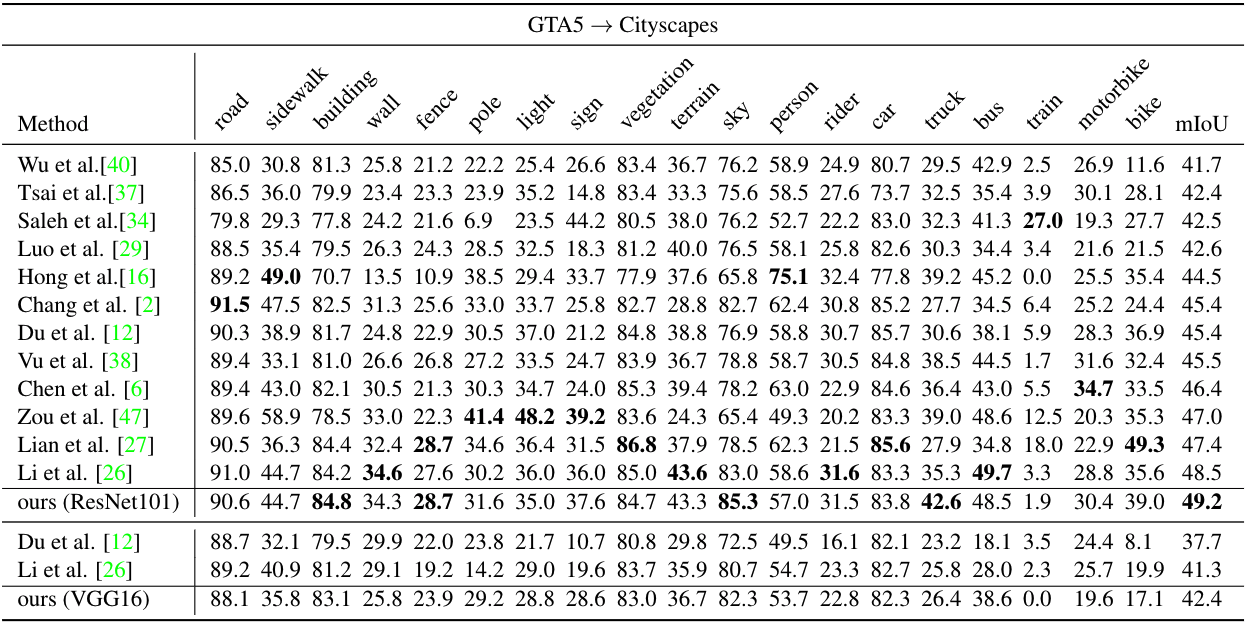 GTA5 → Cityscapes
Method road sidewalk building wall fence pole light sign vegetation terrain sky person rider car truck bus train motorbike bike mIoU
Wu et al.[40] 85.0 30.8 81.3 25.8 21.2 22.2 25.4 26.6 83.4 36.7 76.2 58.9 24.9 80.7 29.5 42.9 2.5 26.9 11.6 41.7
Tsai et al.[37] 86.5 36.0 79.9 23.4 23.3 23.9 35.2 14.8 83.4 33.3 75.6 58.5 27.6 73.7 32.5 35.4 3.9 30.1 28.1 42.4
Saleh et al.[34] 79.8 29.3 77.8 24.2 21.6 6.9 23.5 44.2 80.5 38.0 76.2 52.7 22.2 83.0 32.3 41.3 27.0 19.3 27.7 42.5
Luo et al. [29] 88.5 35.4 79.5 26.3 24.3 28.5 32.5 18.3 81.2 40.0 76.5 58.1 25.8 82.6 30.3 34.4 3.4 21.6 21.5 42.6
Hong et al.[16] 89.2 49.0 70.7 13.5 10.9 38.5 29.4 33.7 77.9 37.6 65.8 75.1 32.4 77.8 39.2 45.2 0.0 25.5 35.4 44.5
Chang et al. [2] 91.5 47.5 82.5 31.3 25.6 33.0 33.7 25.8 82.7 28.8 82.7 62.4 30.8 85.2 27.7 34.5 6.4 25.2 24.4 45.4
Du et al. [12] 90.3 38.9 81.7 24.8 22.9 30.5 37.0 21.2 84.8 38.8 76.9 58.8 30.7 85.7 30.6 38.1 5.9 28.3 36.9 45.4
Vu et al. [38] 89.4 33.1 81.0 26.6 26.8 27.2 33.5 24.7 83.9 36.7 78.8 58.7 30.5 84.8 38.5 44.5 1.7 31.6 32.4 45.5
Chen et al. [6] 89.4 43.0 82.1 30.5 21.3 30.3 34.7 24.0 85.3 39.4 78.2 63.0 22.9 84.6 36.4 43.0 5.5 34.7 33.5 46.4
Zou et al. [47] 89.6 58.9 78.5 33.0 22.3 41.4 48.2 39.2 83.6 24.3 65.4 49.3 20.2 83.3 39.0 48.6 12.5 20.3 35.3 47.0
Lian et al. [27] 90.5 36.3 84.4 32.4 28.7 34.6 36.4 31.5 86.8 37.9 78.5 62.3 21.5 85.6 27.9 34.8 18.0 22.9 49.3 47.4
Li et al. [26] 91.0 44.7 84.2 34.6 27.6 30.2 36.0 36.0 85.0 43.6 83.0 58.6 31.6 83.3 35.3 49.7 3.3 28.8 35.6 48.5
ours (ResNet101) 90.6 44.7 84.8 34.3 28.7 31.6 35.0 37.6 84.7 43.3 85.3 57.0 31.5 83.8 42.6 48.5 1.9 30.4 39.0 49.2
Du et al. [12] 88.7 32.1 79.5 29.9 22.0 23.8 21.7 10.7 80.8 29.8 72.5 49.5 16.1 82.1 23.2 18.1 3.5 24.4 8.1 37.7
Li et al. [26] 89.2 40.9 81.2 29.1 19.2 14.2 29.0 19.6 83.7 35.9 80.7 54.7 23.3 82.7 25.8 28.0 2.3 25.7 19.9 41.3
ours (VGG16) 88.1 35.8 83.1 25.8 23.9 29.2 28.8 28.6 83.0 36.7 82.3 53.7 22.8 82.3 26.4 38.6 0.0 19.6 17.1 42.4